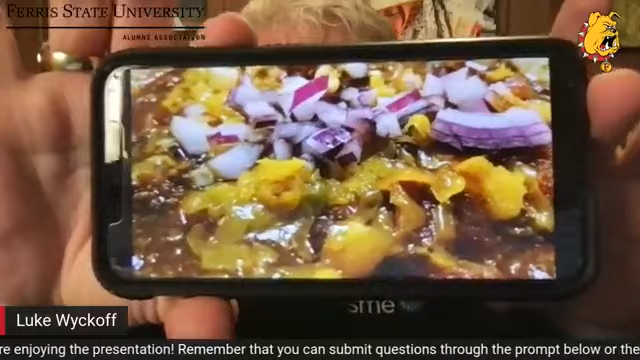 FERRIS STATE UNIVERSITY
ALUMNI ASSOCIATION
F
sme
Luke Wyckoff
re enjoying the presentation! Remember that you can submit questions through the prompt below or the